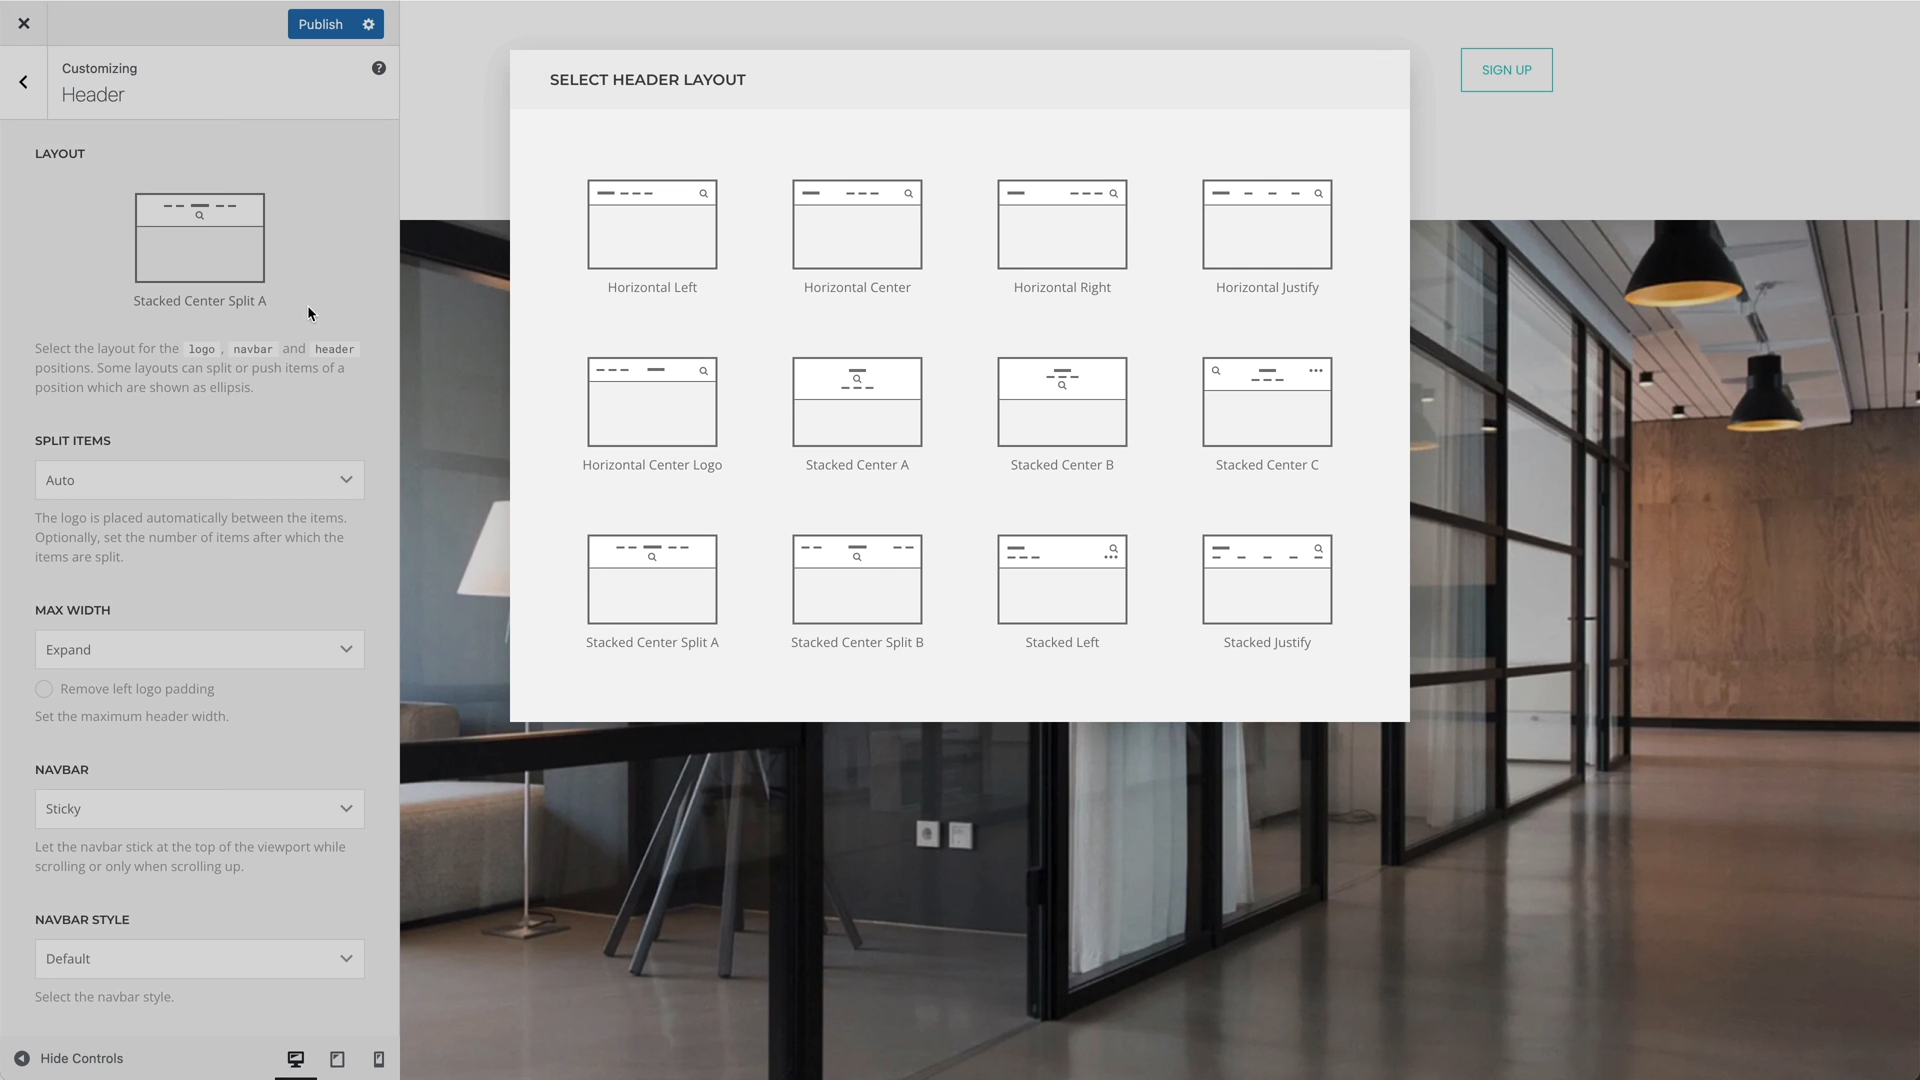 Publish
Customizing
Header
LAYOUT
Stacked Center Split A
Select the layout for the logo, navbar and header
positions. Some layouts can split or push items of a
position which are shown as ellipsis.
SPLIT ITEMS
Auto
The logo is placed automatically between the items.
Optionally, set the number of items after which the
items are split.
MAX WIDTH
Expand
Remove left logo padding
Set the maximum header width.
NAVBAR
Sticky
Let the navbar stick at the top of the viewport while
scrolling or only when scrolling up.
NAVBAR STYLE
Default
Select the navbar style.
Hide Controls
SELECT HEADER LAYOUT
Horizontal Left
Horizontal Center
Horizontal Right
Horizontal Justify
Horizontal Center Logo
Stacked Center A
Stacked Center B
Stacked Center C
Stacked Center Split A
Stacked Center Split B
Stacked Left
Stacked Justify
SIGN UP